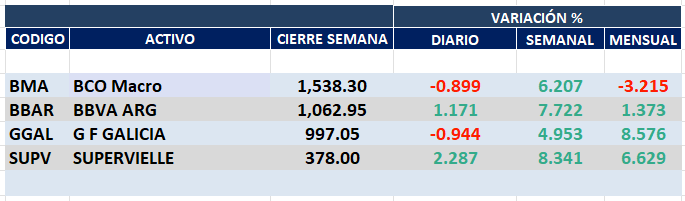 VARIACIÓN %
CODIGO ACTIVO CIERRE SEMANA DIARIO SEMANAL MENSUAL
BMA BCO Macro 1,538.30 -0.899 6.207 -3.215
BBAR BBVA ARG 1,062.95 1.171 7.722 1.373
GGAL G F GALICIA 997.05 -0.944 4.953 8.576
SUPV SUPERVIELLE 378.00 2.287 8.341 6.629